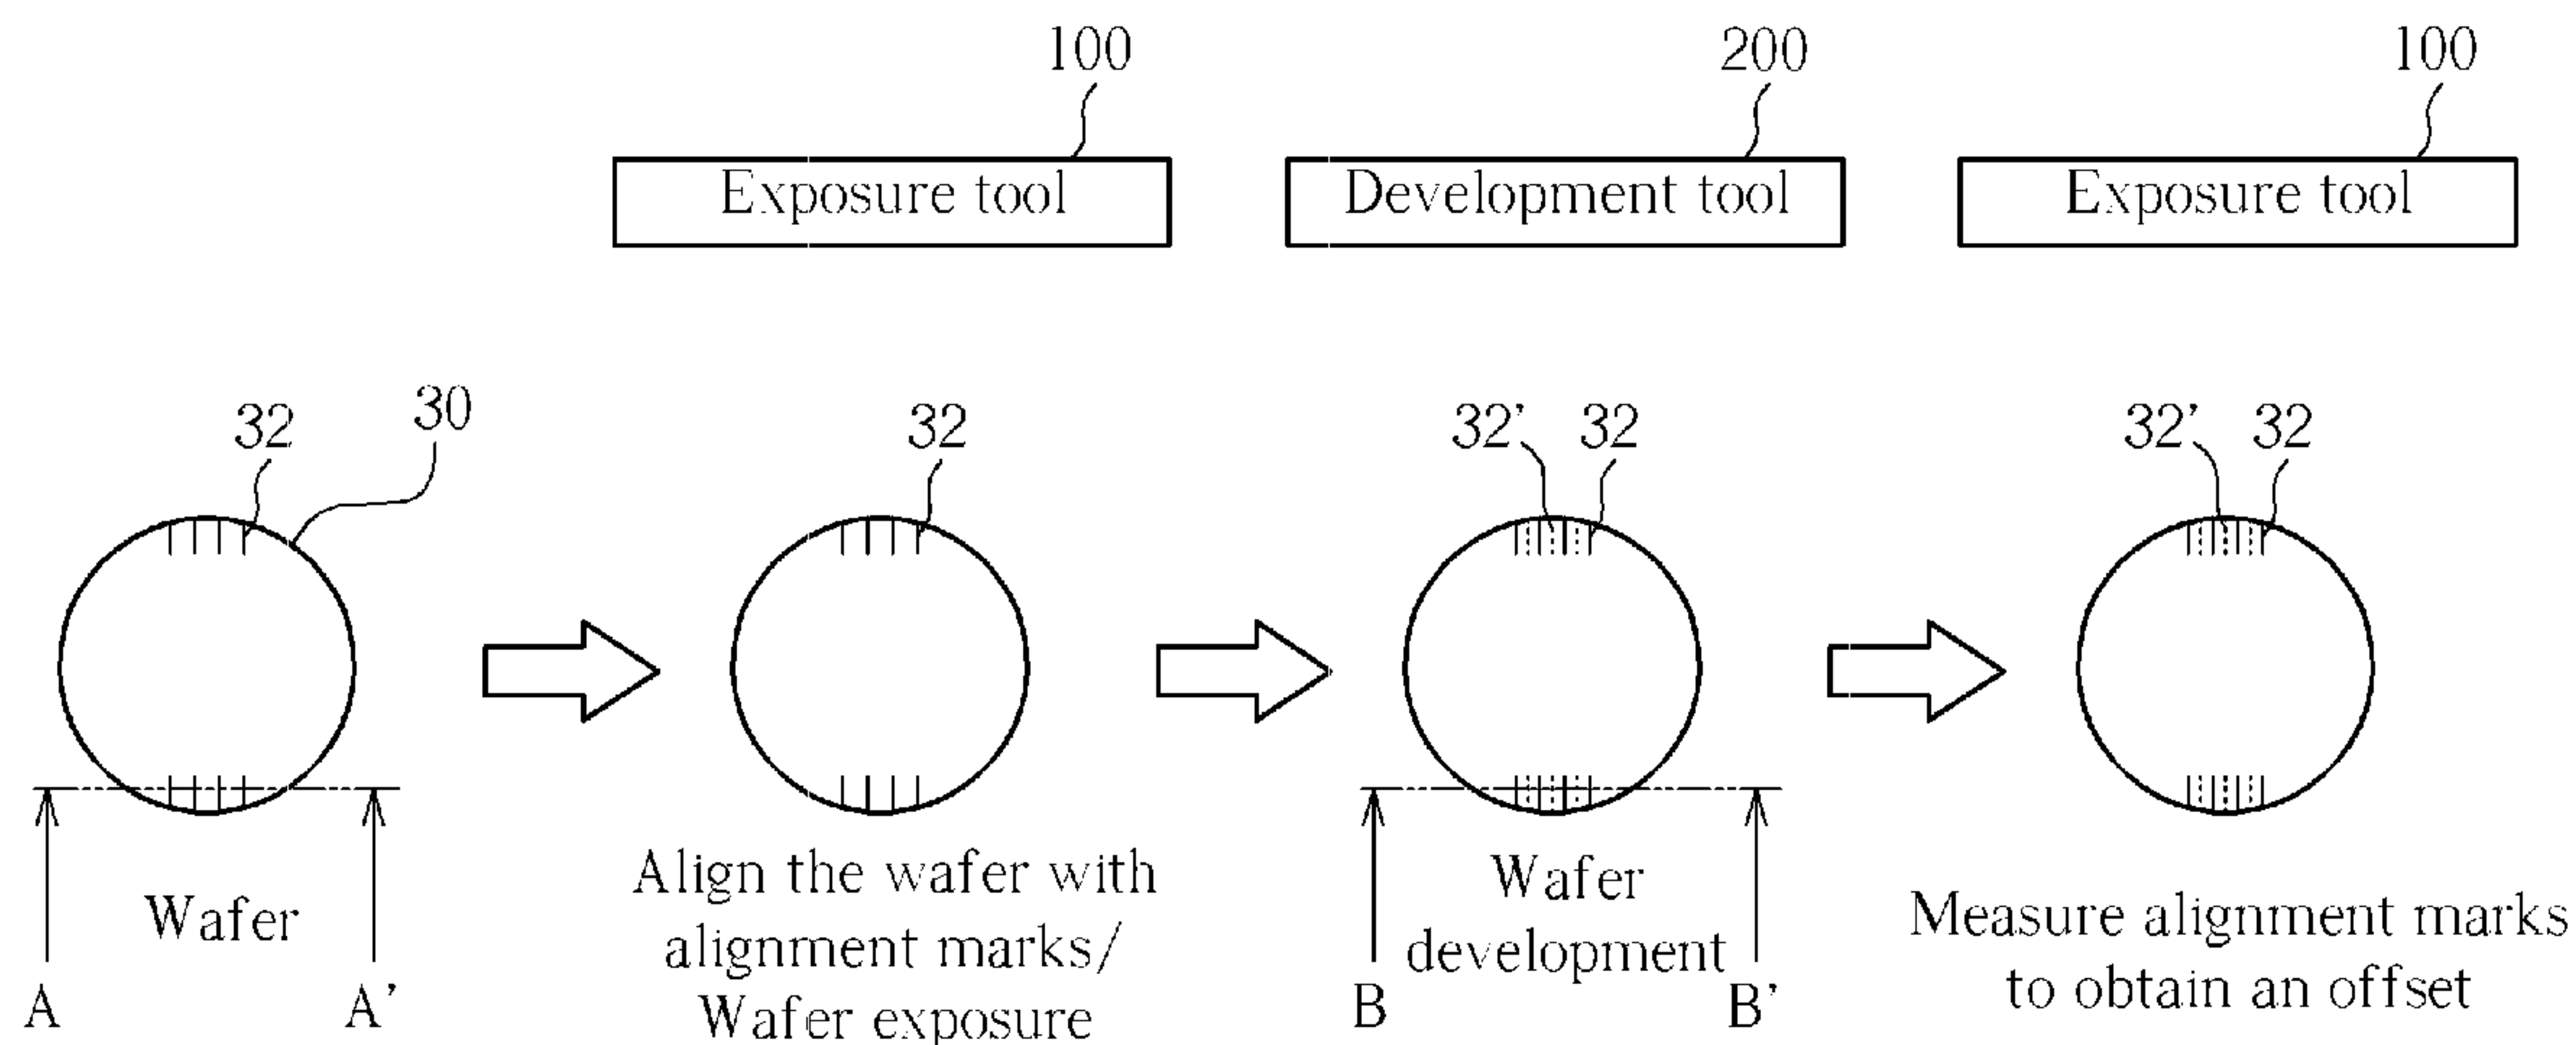 100
200
100
Exposure tool
Development tool
Exposure tool
32
30
32
32'
32
32'
32
Wafer
A
A'
Align the wafer with
alignment marks/
Wafer exposure
Wafer
development
B
B'
Measure alignment marks
to obtain an offset